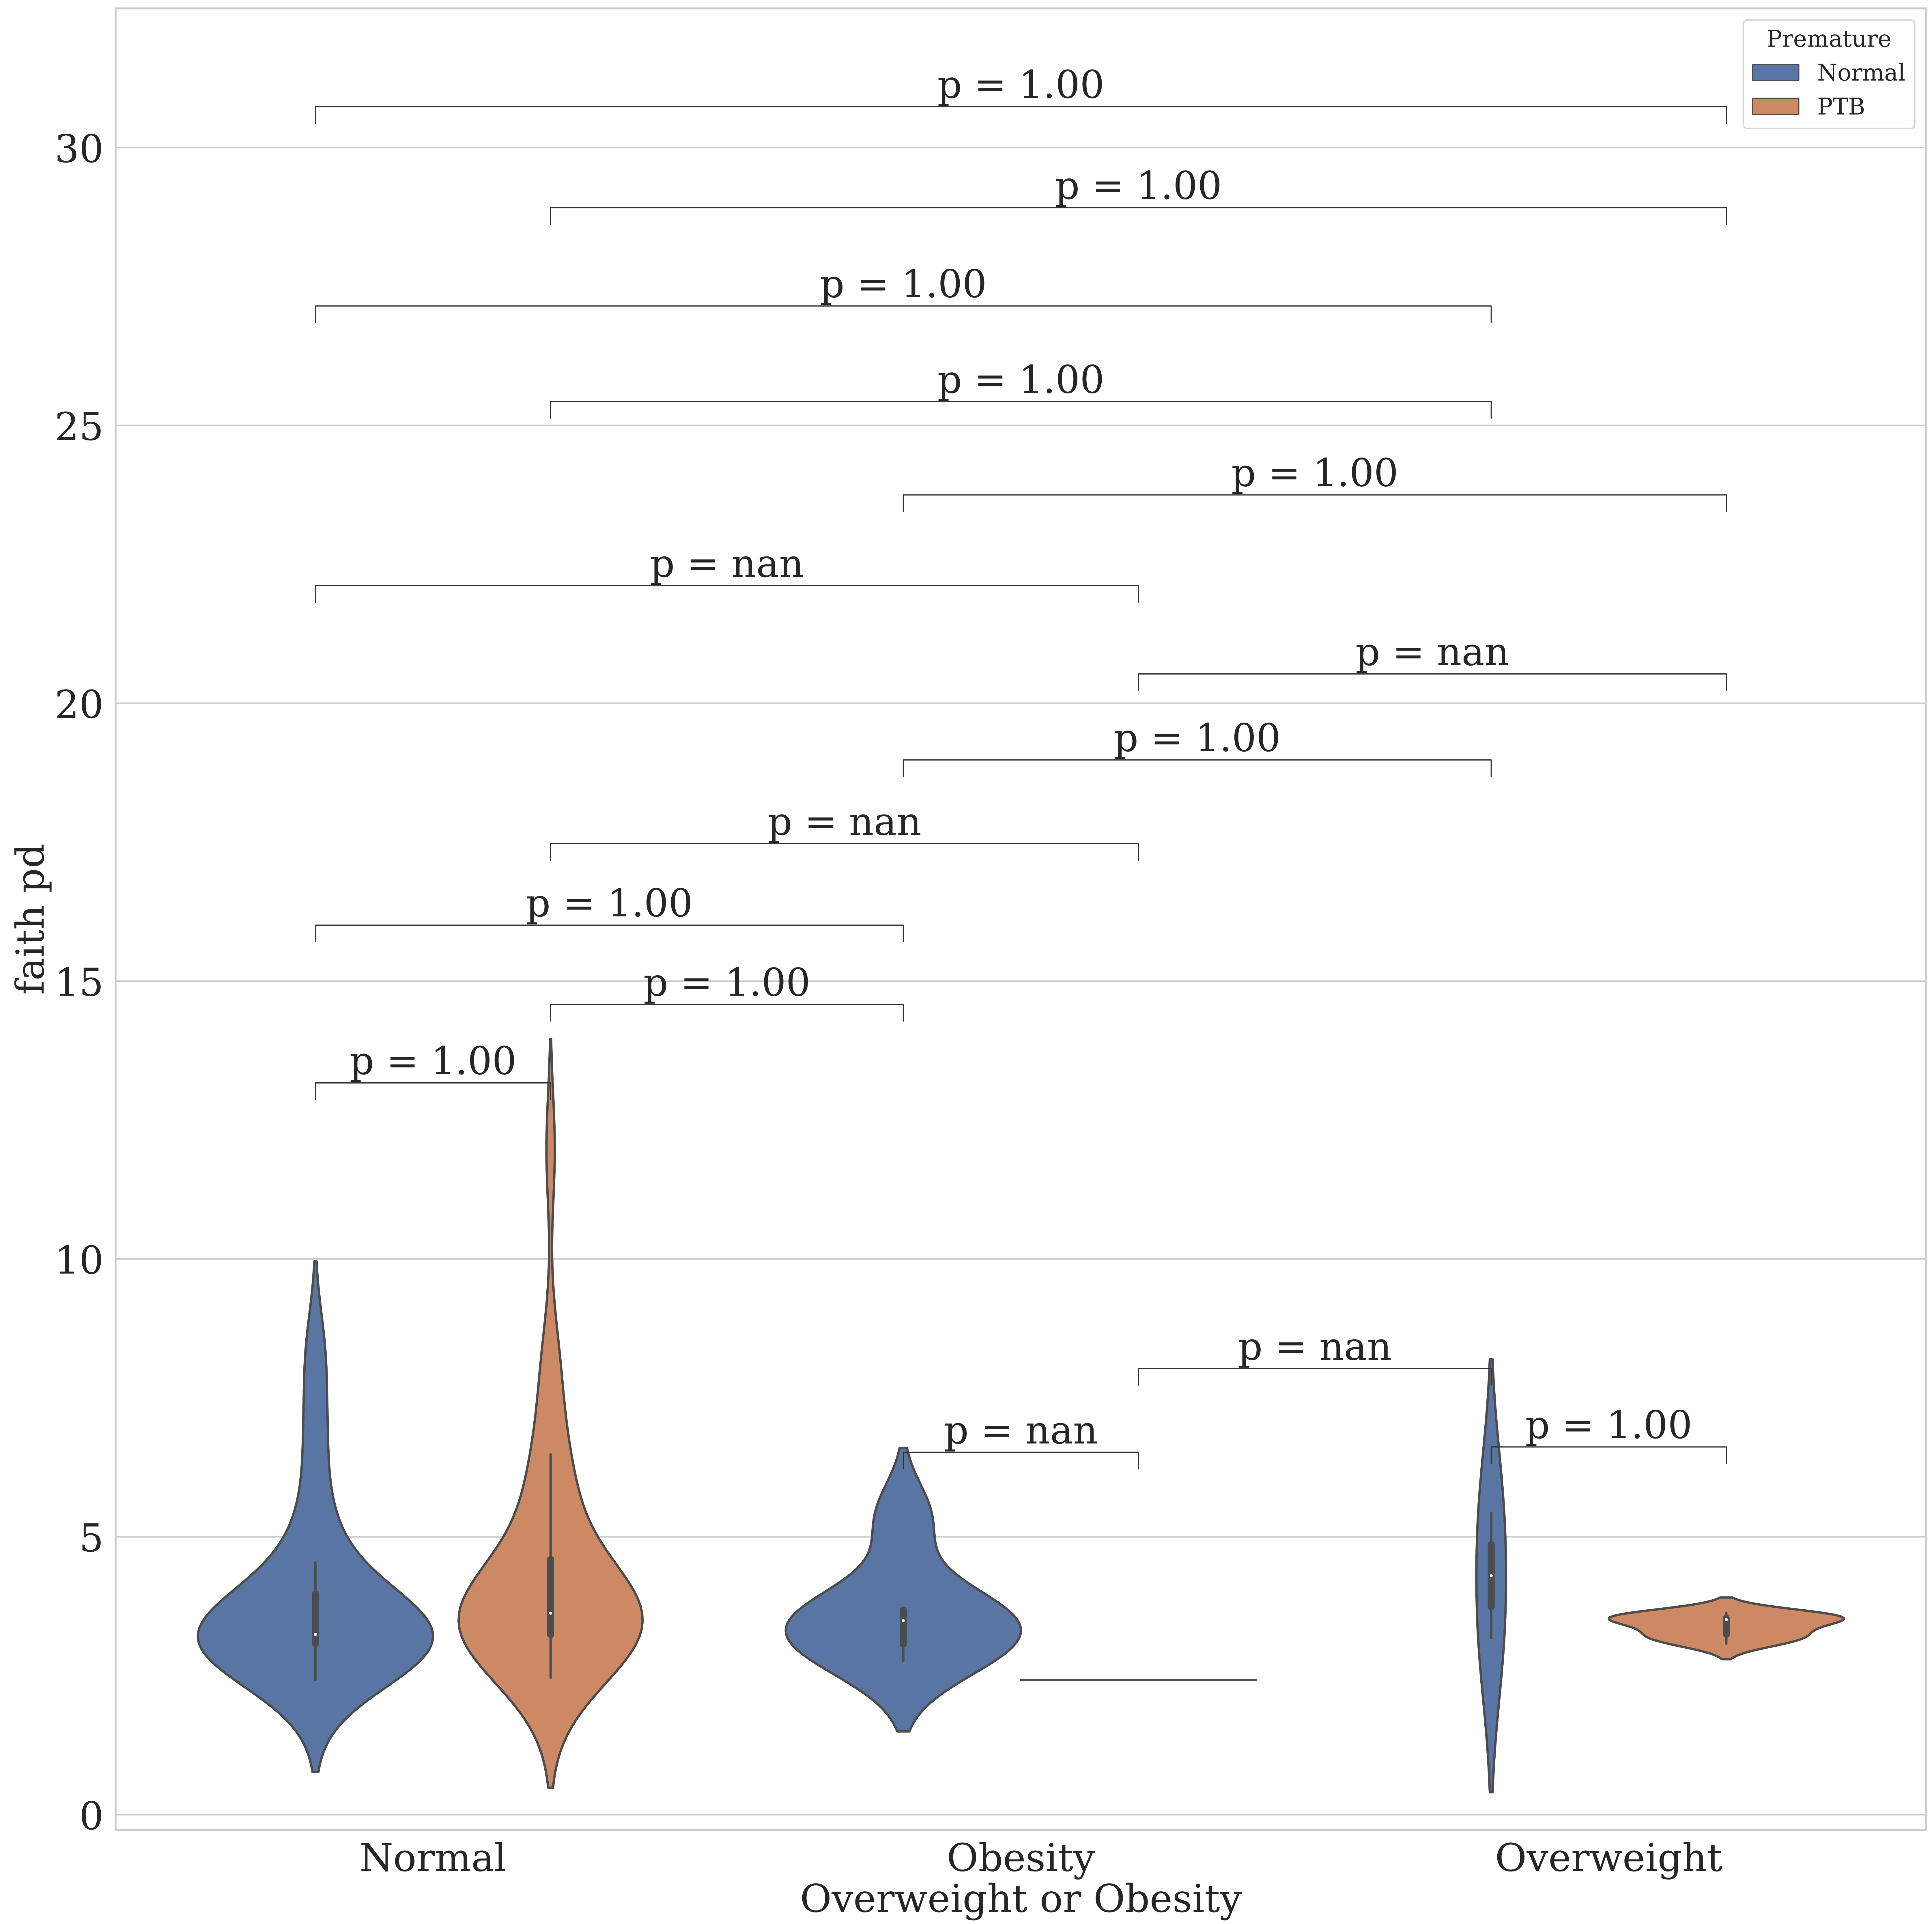 Premature
Normal
PTB
p = 1.00
30
p = 1.00
p = 1.00
p = 1.00
25
p = 1.00
p = nan
p = nan
20
p = 1.00
p = nan
faith pd
p = 1.00
15
p = 1.00
p = 1.00
10
p = nan
p = 1.00
p = nan
5
0
Normal
Obesity
Overweight
Overweight or Obesity